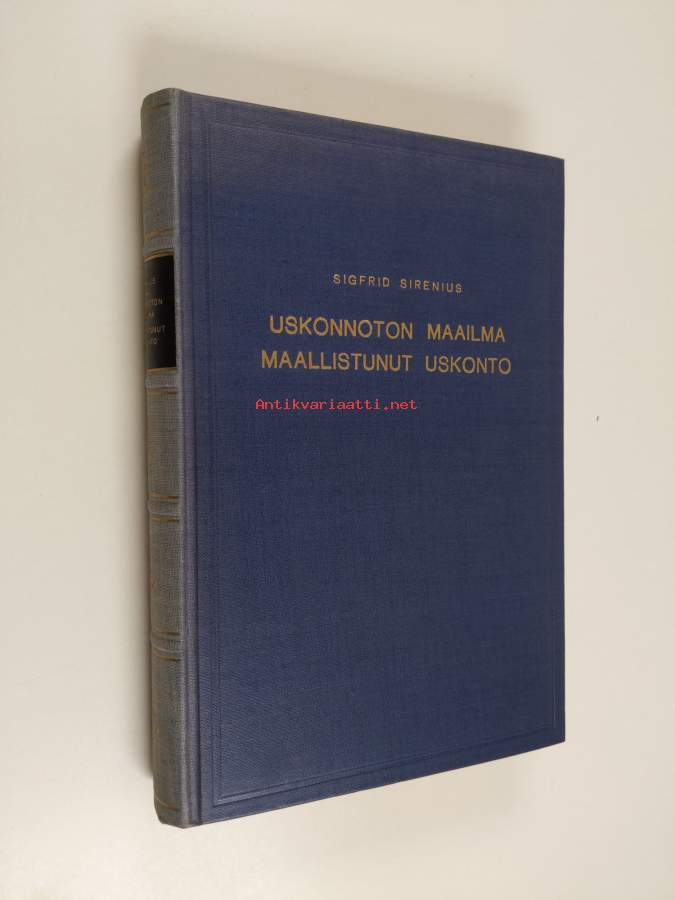 SIGFRID SIRENIUS
USKONNOTON MAAILMA
MAALLISTUNUT USKONTO
Antikvariaatti.net